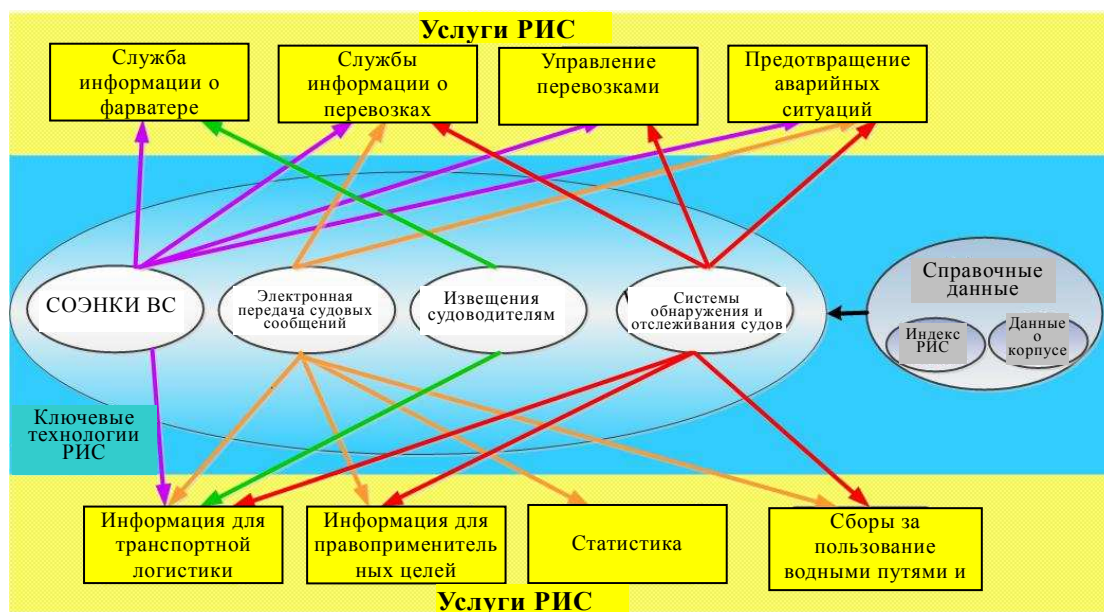 Услуги РИС
Служба
информации о
фарватере
Службы
информации о
перевозках
Управление
перевозками
Предотвращение
аварийных
ситуаций
СОЭНКИ ВС
Электронная
передача судовых
сообщений
Извещения
судоводителям
Системы
обнаружения и
отслеживания судов
Справочные
данные
Индекс
РИС
Данные
о
корпусе
Ключевые
технологии
РИС
Информация для
транспортной
логистики
Информация для
правоприменитель
ных целей
Статистика
Сборы за
пользование
водными путями и
Услуги РИС